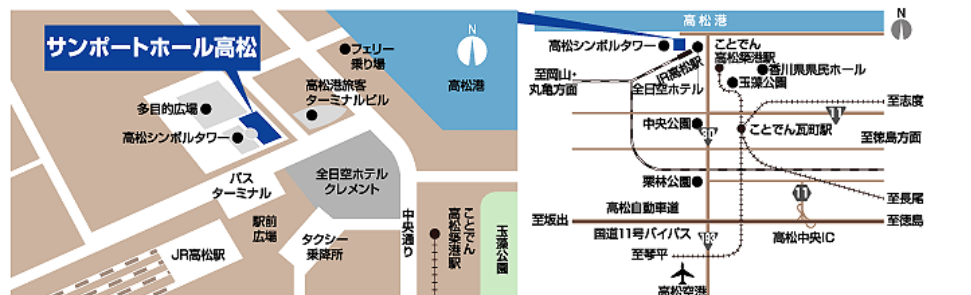 サンポートホール高松
フェリー
乗り場
N
高松港
高松港旅客
ターミナルビル
多目的広場
高松シンボルタワー
バス
ターミナル
全日空ホテル
クレメント
駅前
広場
タクシー
乗降所
JR高松駅
中央通り
ことでん
高松築港駅
玉藻公園
高松港
N
高松シンボルタワー
JR高松駅
ことでん
高松築港駅
香川県県民ホール
玉藻公園
至岡山・
丸亀方面
全日空ホテル
至志度
11
中央公園
30
ことでん瓦町駅
至徳島方面
栗林公園
11
至長尾
高松自動車道
至坂出
至徳島
国道11号バイパス
193
高松中央IC
至琴平
高松空港